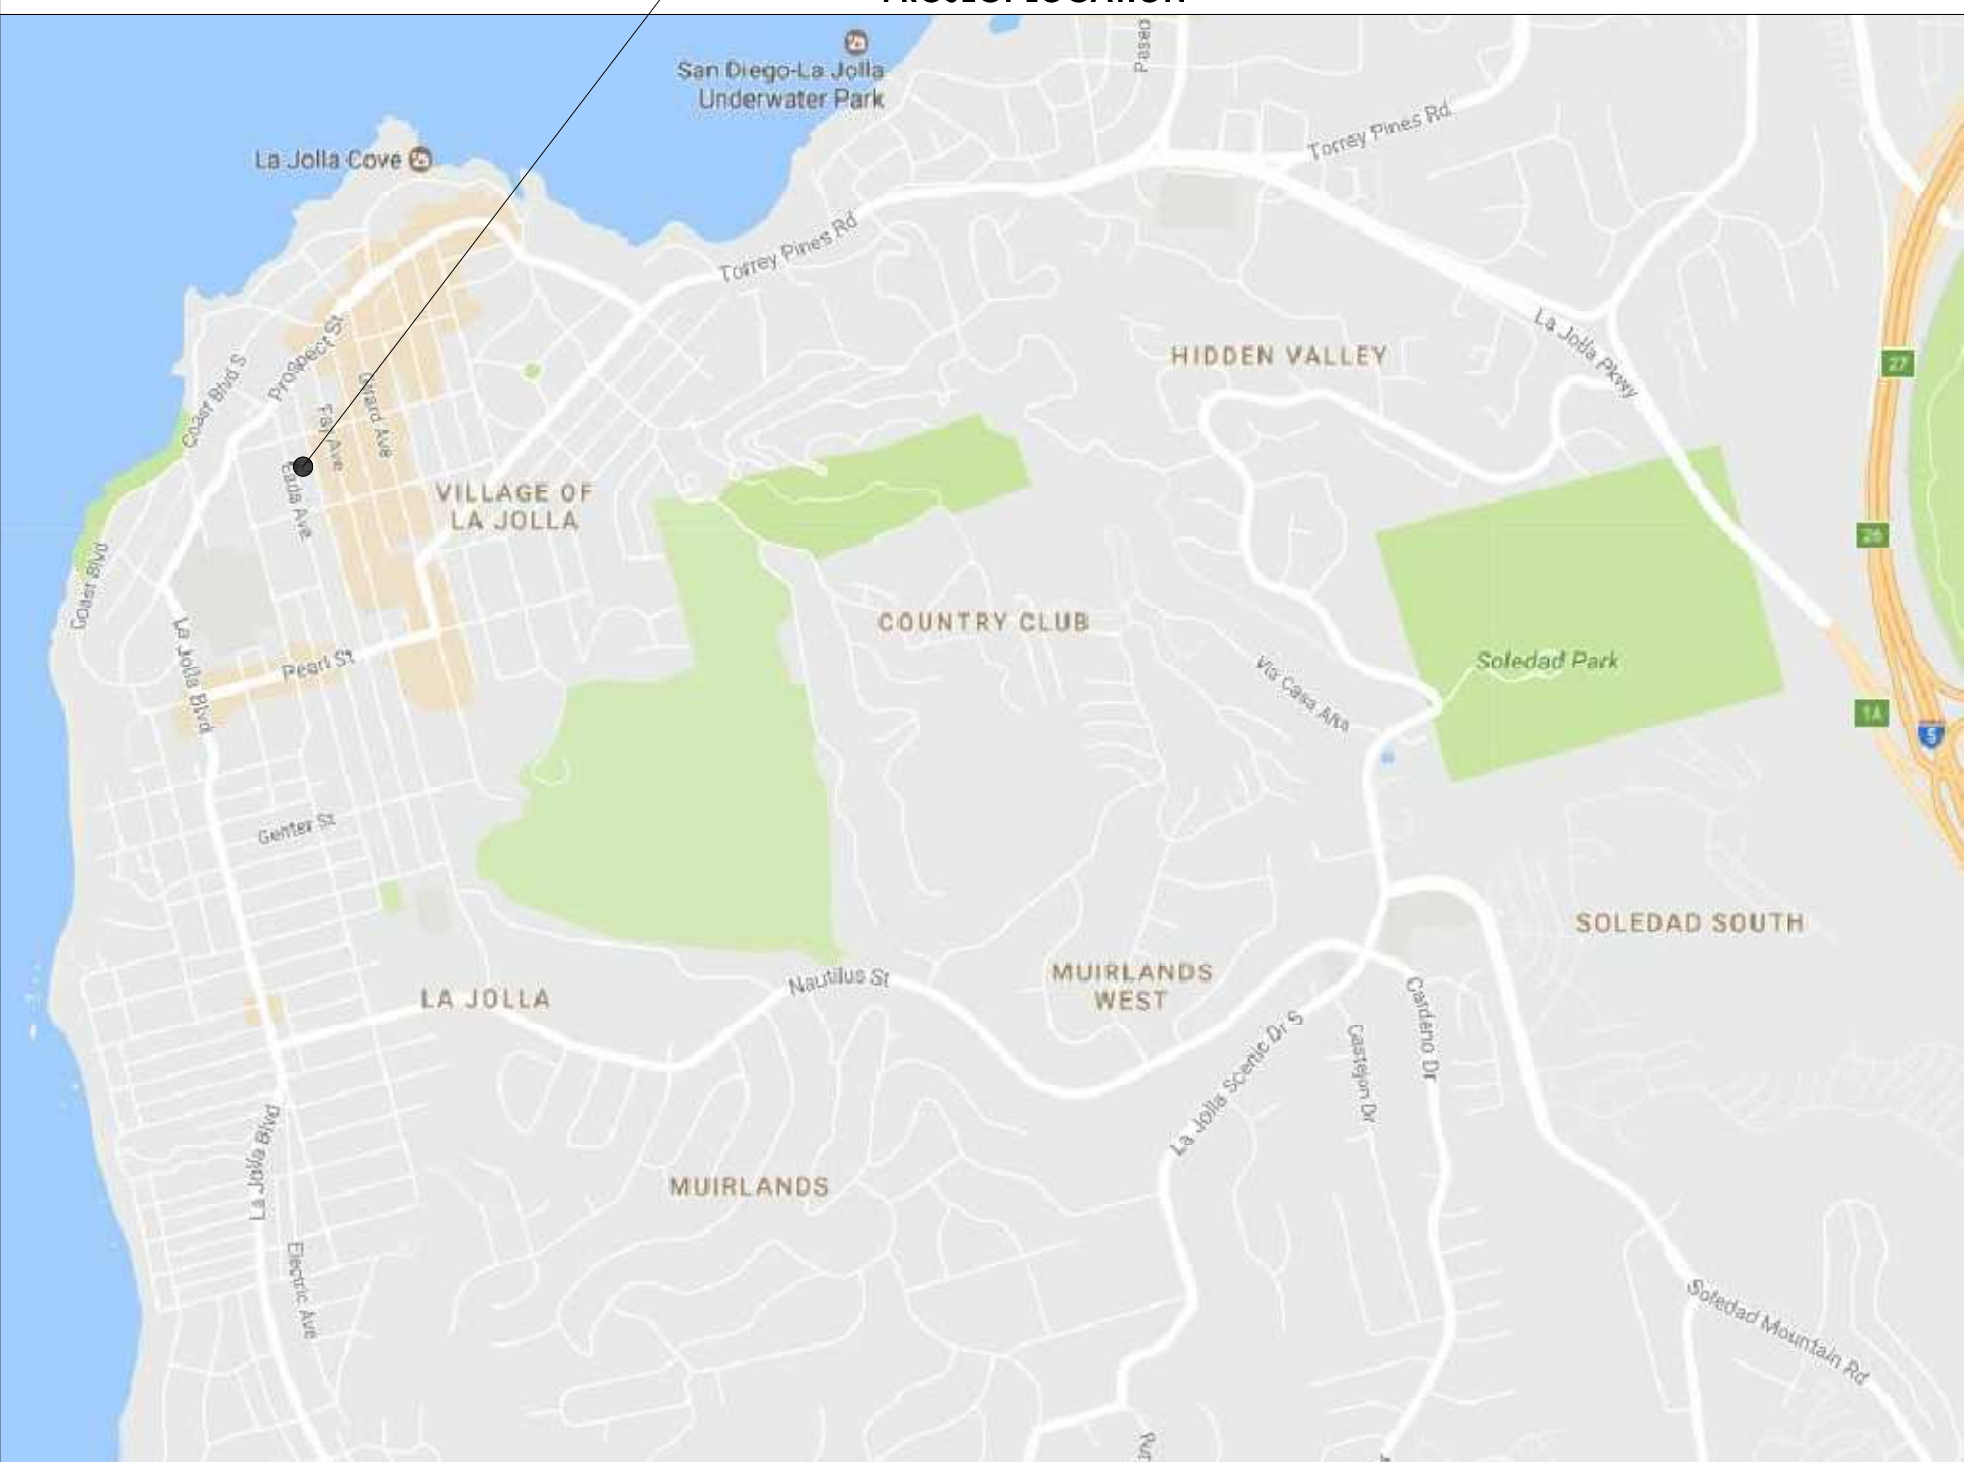 PROJECT LOCATION
San Diego-La Jolla
Underwater Park
La Jolla Cove
Torrey Pines Rd
Torrey Pines Rd
Prospect St
Coast Blvd S
Girard Ave
Fay Ave
Eads Ave
HIDDEN VALLEY
La Jolla Pkwy
27
VILLAGE OF
LA JOLLA
26
Coast Blvd
COUNTRY CLUB
La Jolla Blvd
Pearl St
Via Casa Alta
Soledad Park
1A
5
Genter St
SOLEDAD SOUTH
Nautilus St
MUIRLANDS
WEST
LA JOLLA
La Jolla Scenic Dr S
Castejon Dr
Cardeno Dr
La Jolla Blvd
MUIRLANDS
Electric Ave
Soledad Mountain Rd